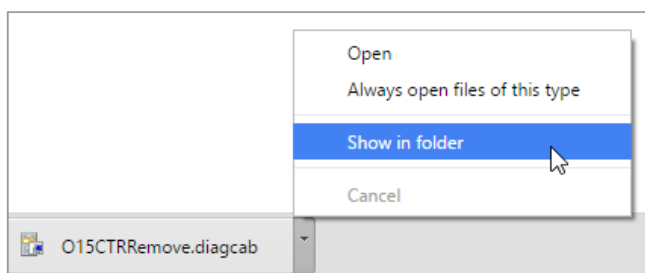 Open
Always open files of this type
Show in folder
Cancel
O15CTRRemove.diagcab